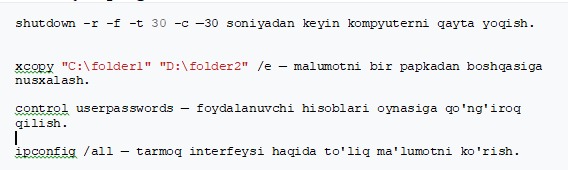 shutdown -r -f -t 30 -c —30 soniyadan keyin kompyuterni qayta yoqish.
xcopy "C:\folder1" "D:\folder2" /e — malumotni bir papkadan boshqasiga
nusxalash.
control userpasswords — foydalanuvchi hisoblari oynasiga qo'ng'iroq
qilish.
ipconfig /all — tarmoq interfeysi haqida to'liq ma'lumotni ko'rish.